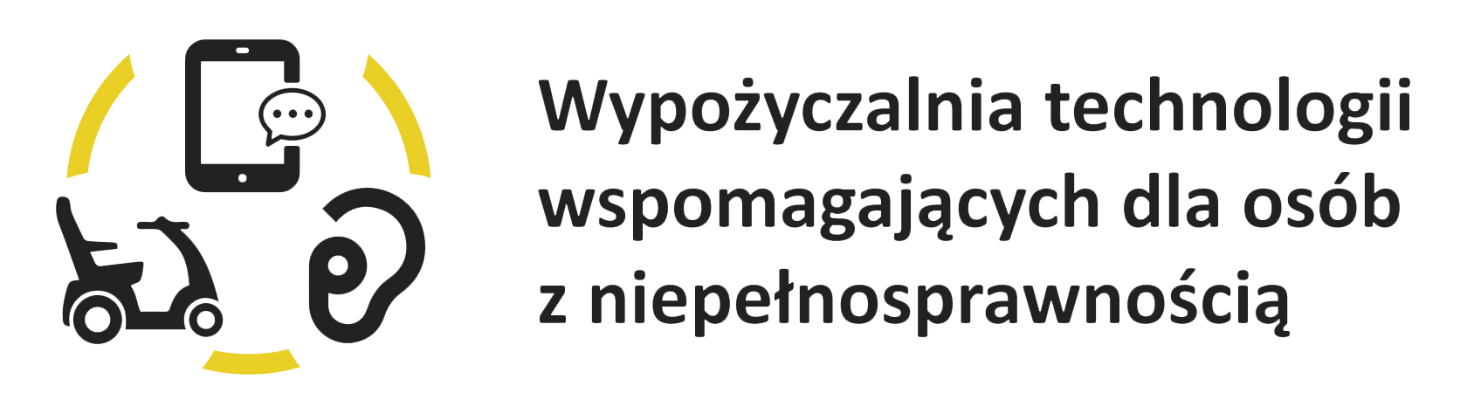 Wypożyczalnia technologii
wspomagających dla osób
z niepełnosprawnością